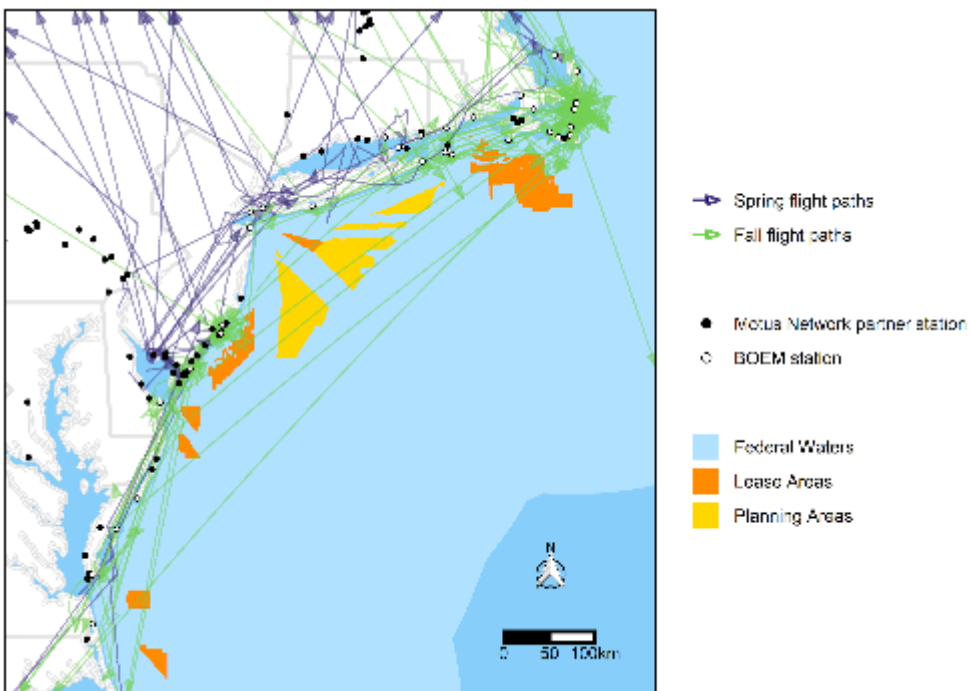 Spring flight paths
Fall flight paths
Motus Network partner station
BOEM station
Federal Waters
Lease Areas
Planning Areas
N
0 50 100km